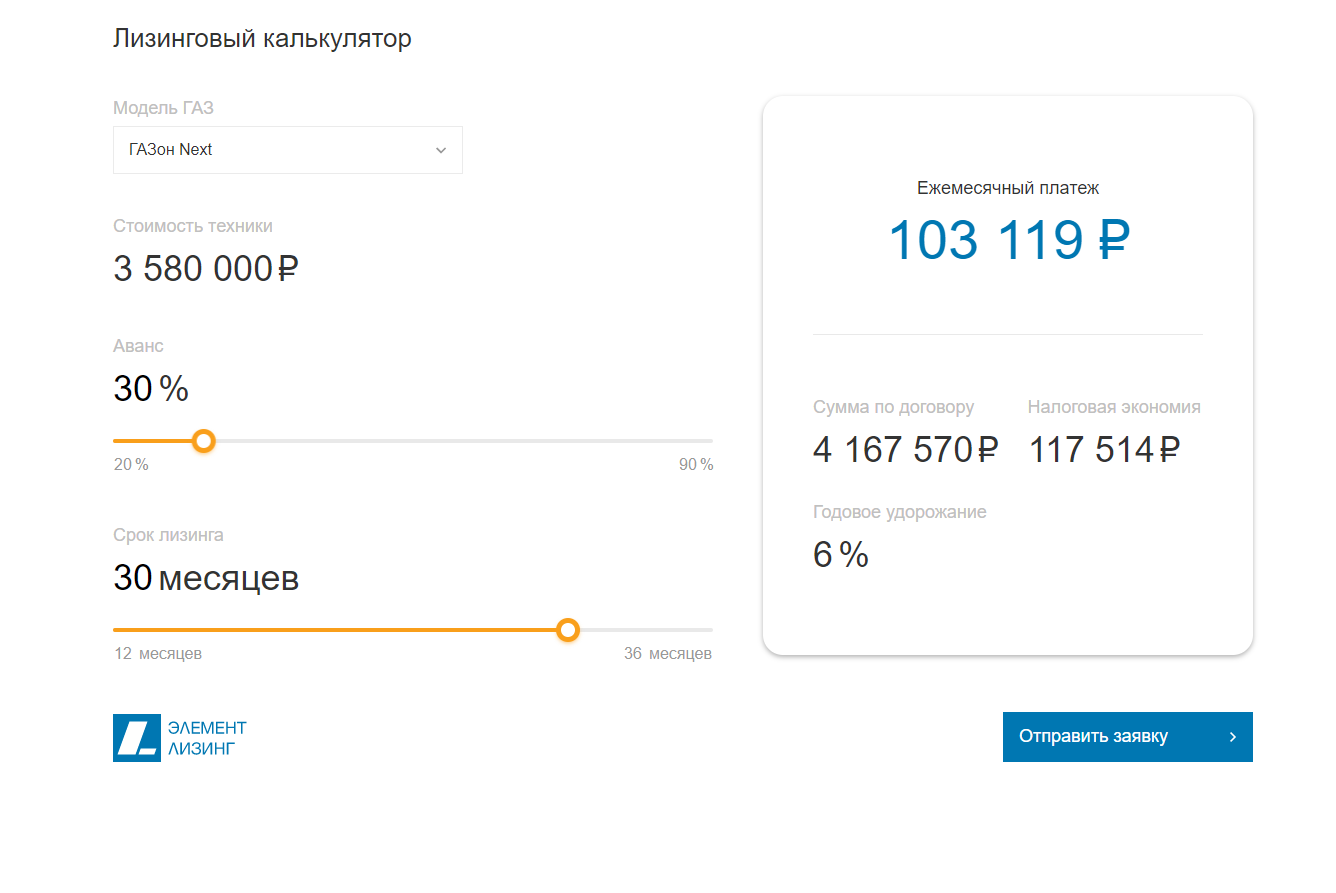 Лизинговый калькулятор
Модель ГАЗ
ГАЗон Next
Стоимость техники
3 580 000 ₽
Аванс
30 %
20 %
90 %
Срок лизинга
30 месяцев
12 месяцев
36 месяцев
Ежемесячный платеж
103 119 ₽
Сумма по договору
4 167 570 ₽
Налоговая экономия
117 514 ₽
Годовое удорожание
6 %
ЭЛЕМЕНТ
ЛИЗИНГ
Отправить заявку